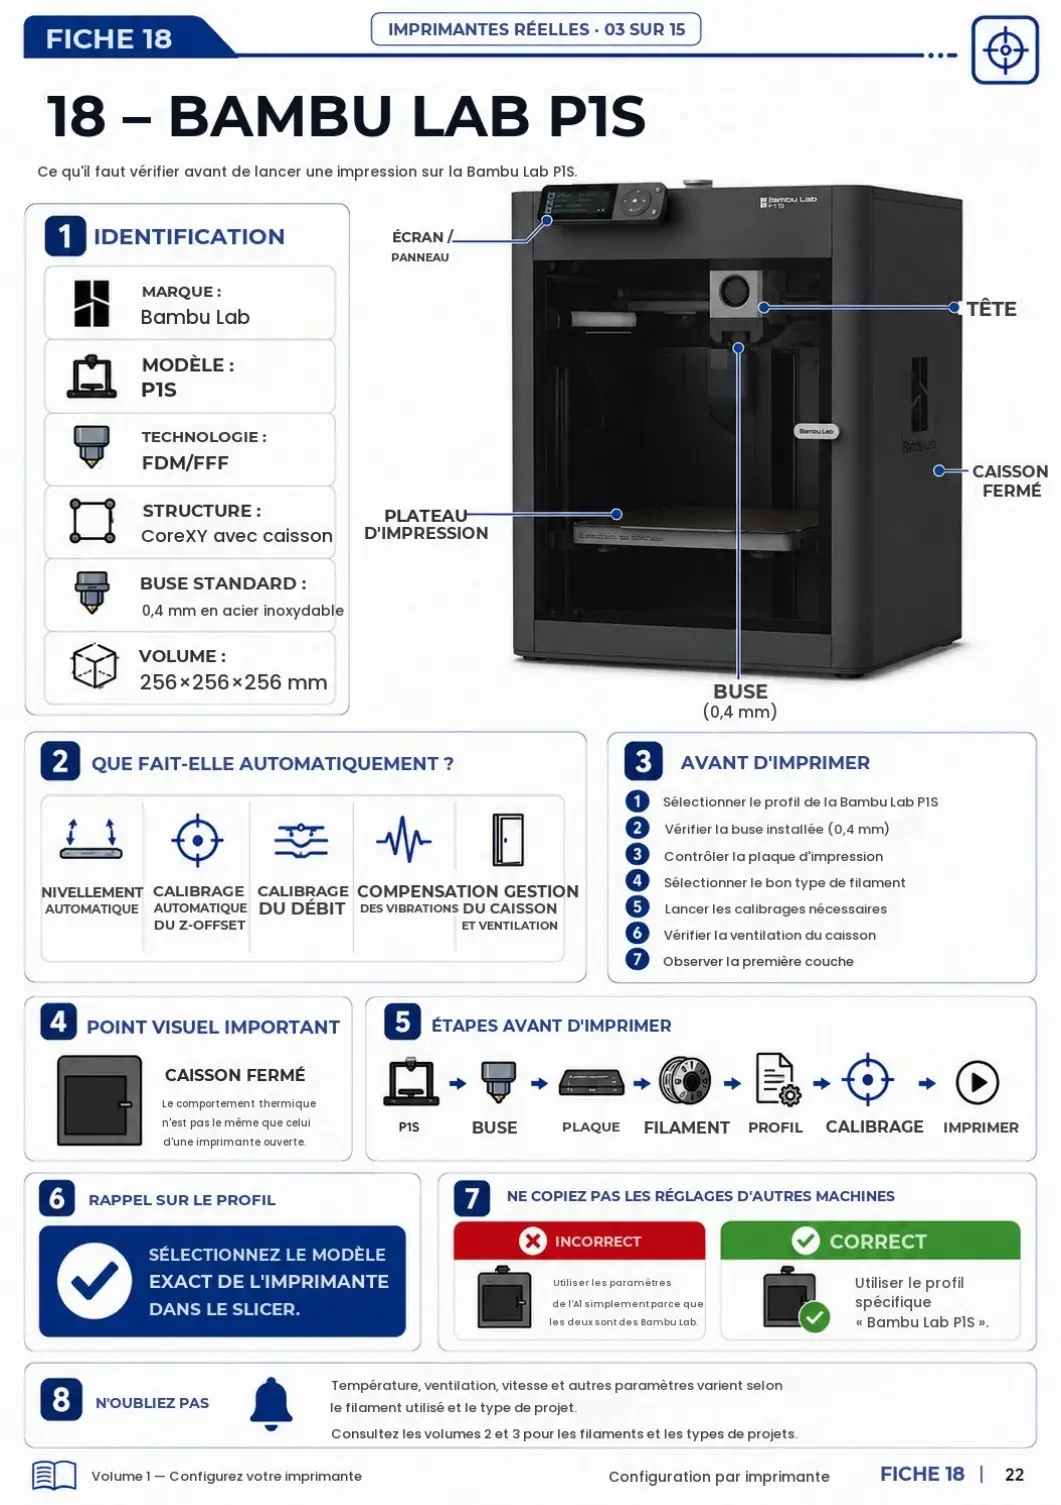 FICHE 18
IMPRIMANTES RÉELLES · 03 SUR 15
18 – BAMBU LAB P1S
Ce qu'il faut vérifier avant de lancer une impression sur la Bambu Lab P1S.
1 IDENTIFICATION
MARQUE :
Bambu Lab
MODÈLE :
P1S
TECHNOLOGIE :
FDM/FFF
STRUCTURE :
CoreXY avec caisson
BUSE STANDARD :
0,4 mm en acier inoxydable
VOLUME :
256×256×256 mm
ÉCRAN /
PANNEAU
Bambu Lab
P1S
TÊTE
Bambu Lab
Bambu Lab
CAISSON
FERMÉ
PLATEAU
D'IMPRESSION
BUSE
(0,4 mm)
2 QUE FAIT-ELLE AUTOMATIQUEMENT ?
NIVELLEMENT
AUTOMATIQUE
CALIBRAGE
AUTOMATIQUE
DU Z-OFFSET
CALIBRAGE
DU DÉBIT
COMPENSATION
DES VIBRATIONS
GESTION
DU CAISSON
ET VENTILATION
3 AVANT D'IMPRIMER
1 Sélectionner le profil de la Bambu Lab P1S
2 Vérifier la buse installée (0,4 mm)
3 Contrôler la plaque d'impression
4 Sélectionner le bon type de filament
5 Lancer les calibrages nécessaires
6 Vérifier la ventilation du caisson
7 Observer la première couche
4 POINT VISUEL IMPORTANT
CAISSON FERMÉ
Le comportement thermique
n'est pas le même que celui
d'une imprimante ouverte.
5 ÉTAPES AVANT D'IMPRIMER
P1S
BUSE
PLAQUE
FILAMENT
PROFIL
CALIBRAGE
IMPRIMER
6 RAPPEL SUR LE PROFIL
SÉLECTIONNEZ LE MODÈLE
EXACT DE L'IMPRIMANTE
DANS LE SLICER.
7 NE COPIEZ PAS LES RÉGLAGES D'AUTRES MACHINES
INCORRECT
Utiliser les paramètres
de l'A1 simplement parce que
les deux sont des Bambu Lab.
CORRECT
Utiliser le profil
spécifique
« Bambu Lab P1S ».
8 N'OUBLIEZ PAS
Température, ventilation, vitesse et autres paramètres varient selon
le filament utilisé et le type de projet.
Consultez les volumes 2 et 3 pour les filaments et les types de projets.
Volume 1 — Configurez votre imprimante
Configuration par imprimante
FICHE 18 | 22